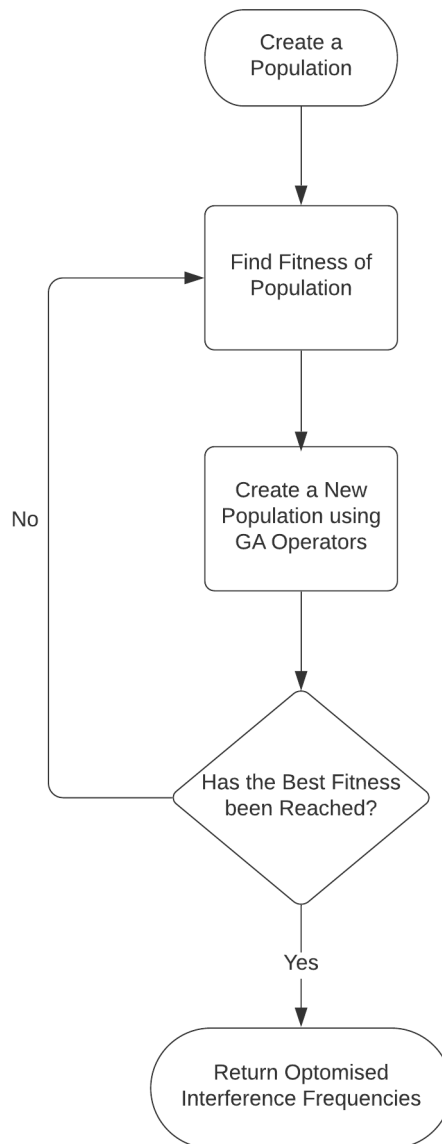 Create a
Population
Find Fitness of
Population
Create a New
Population using
GA Operators
No
Has the Best Fitness
been Reached?
Yes
Return Optomised
Interference Frequencies